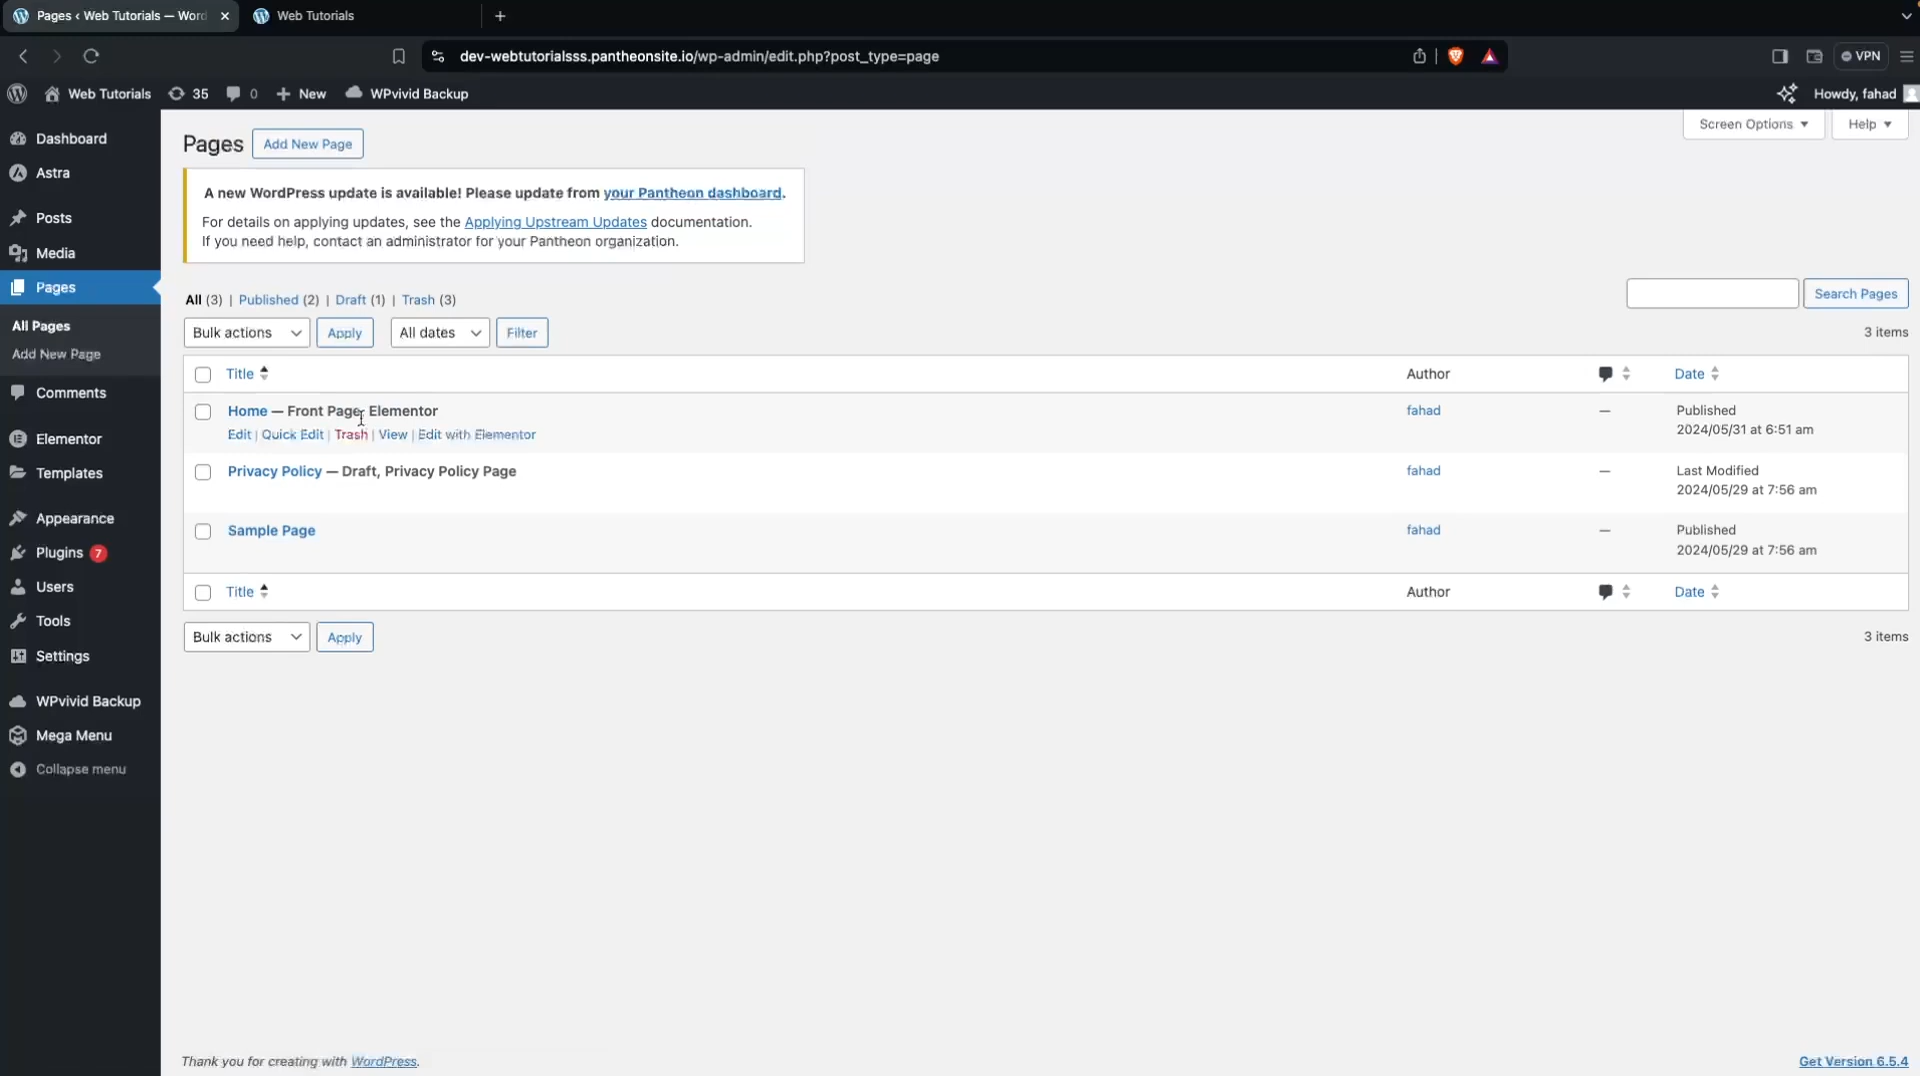 Pages ‹ Web Tutorials — Wor
Web Tutorials
dev-webtutorialsss.pantheonsite.io/wp-admin/edit.php?post_type=page
VPN
Web Tutorials 35 0 New WPvivid Backup
Howdy, fahad
Dashboard
Astra
Posts
Media
Pages
All Pages
Add New Page
Comments
Elementor
Templates
Appearance
Plugins 7
Users
Tools
Settings
WPvivid Backup
Mega Menu
Collapse menu
Screen Options
Help
Pages Add New Page
A new WordPress update is available! Please update from your Pantheon dashboard.
For details on applying updates, see the Applying Upstream Updates documentation.
If you need help, contact an administrator for your Pantheon organization.
All (3) | Published (2) | Draft (1) | Trash (3)
Search Pages
Bulk actions Apply All dates Filter
3 items
Title Author Date
Home — Front Page, Elementor fahad — Published
Edit | Quick Edit | Trash | View | Edit with Elementor 2024/05/31 at 6:51 am
Privacy Policy — Draft, Privacy Policy Page fahad — Last Modified
2024/05/29 at 7:56 am
Sample Page fahad — Published
2024/05/29 at 7:56 am
Title Author Date
Bulk actions Apply
3 items
Thank you for creating with WordPress.
Get Version 6.5.4